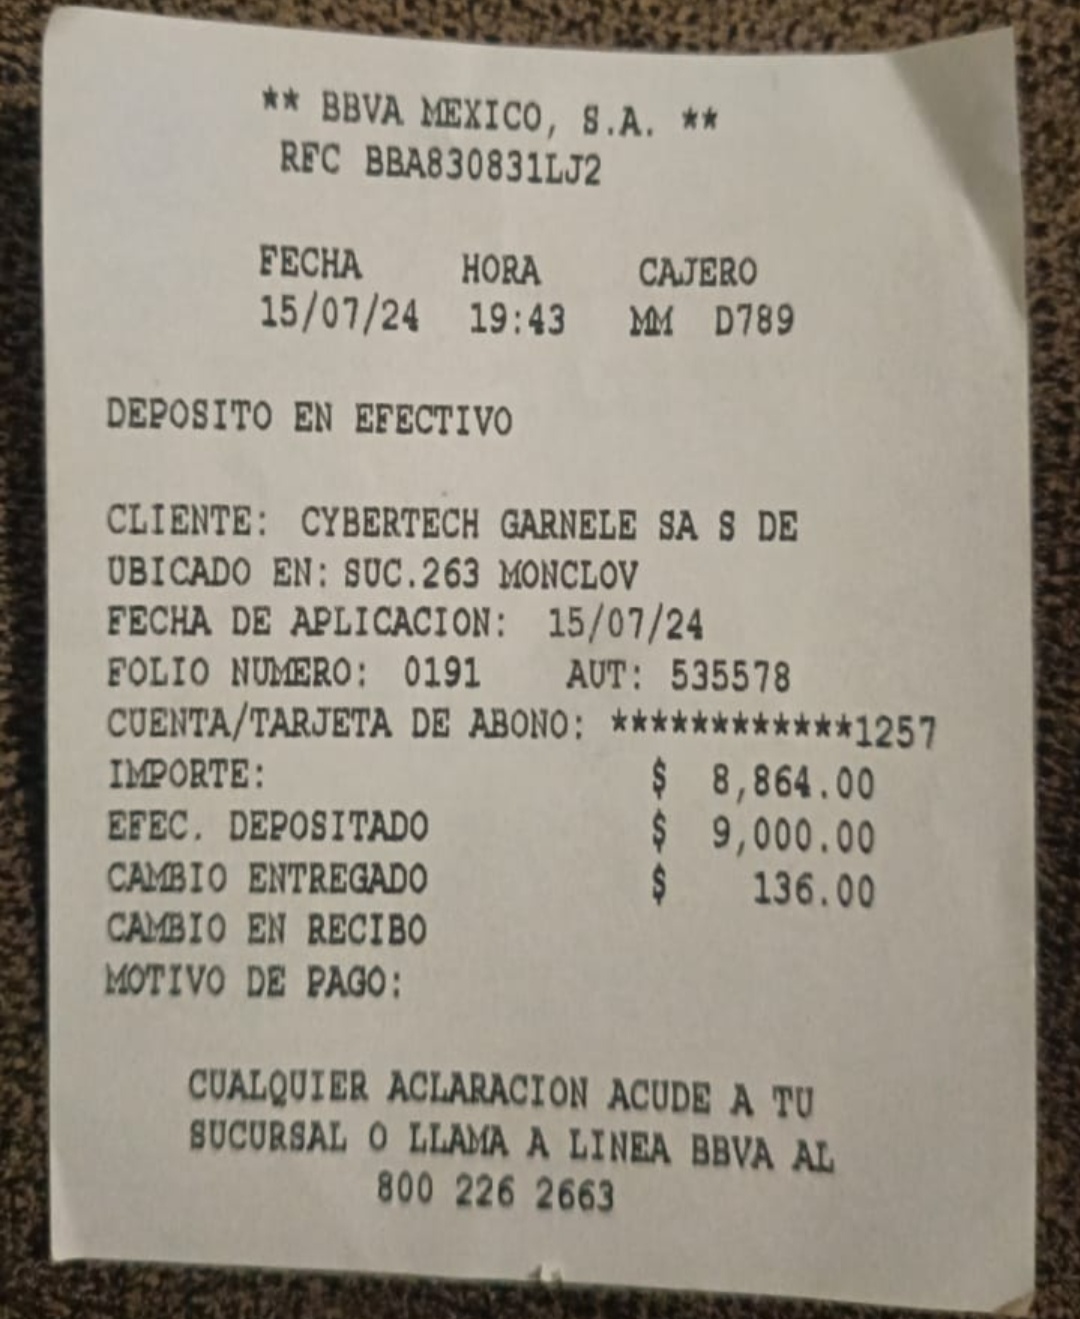 ** BBVA MEXICO, S.A. **
RFC BBA830831LJ2
FECHA HORA CAJERO
15/07/24 19:43 MM D789
DEPOSITO EN EFECTIVO
CLIENTE: CYBERTECH GARNELE SA S DE
UBICADO EN: SUC.263 MONCLOV
FECHA DE APLICACION: 15/07/24
FOLIO NUMERO: 0191 AUT: 535578
CUENTA/TARJETA DE ABONO: ************1257
IMPORTE: $ 8,864.00
EFEC. DEPOSITADO $ 9,000.00
CAMBIO ENTREGADO $ 136.00
CAMBIO EN RECIBO
MOTIVO DE PAGO:
CUALQUIER ACLARACION ACUDE A TU
SUCURSAL O LLAMA A LINEA BBVA AL
800 226 2663